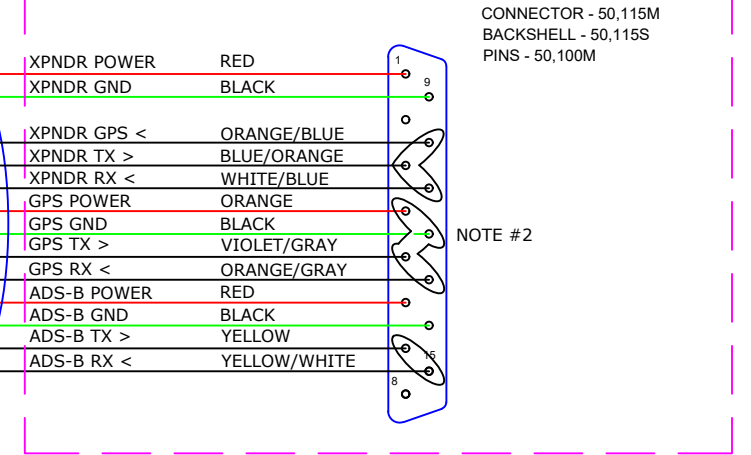 CONNECTOR - 50,115M
BACKSHELL - 50,115S
PINS - 50,100M
XPNDR POWER RED 1
XPNDR GND BLACK 9
XPNDR GPS < ORANGE/BLUE
XPNDR TX > BLUE/ORANGE
XPNDR RX < WHITE/BLUE
GPS POWER ORANGE
GPS GND BLACK NOTE #2
GPS TX > VIOLET/GRAY
GPS RX < ORANGE/GRAY
ADS-B POWER RED
ADS-B GND BLACK
ADS-B TX > YELLOW
ADS-B RX < YELLOW/WHITE 15
8